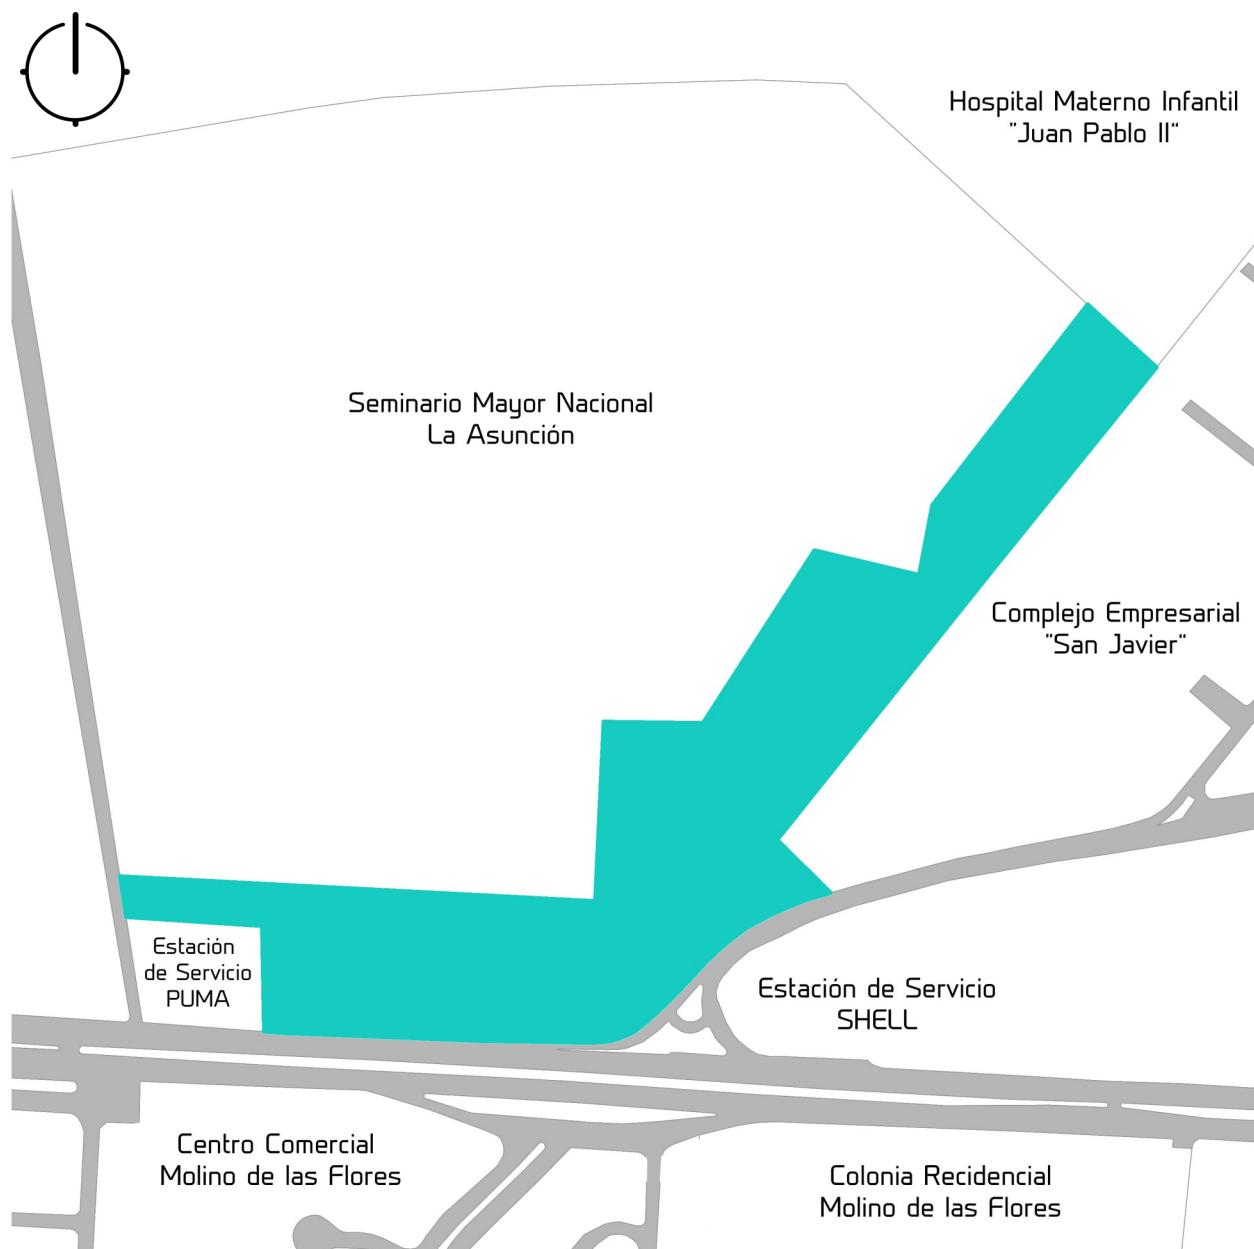 Hospital Materno Infantil
"Juan Pablo II"
Seminario Mayor Nacional
La Asunción
Complejo Empresarial
"San Javier"
Estación
de Servicio
PUMA
Estación de Servicio
SHELL
Centro Comercial
Molino de las Flores
Colonia Recidencial
Molino de las Flores